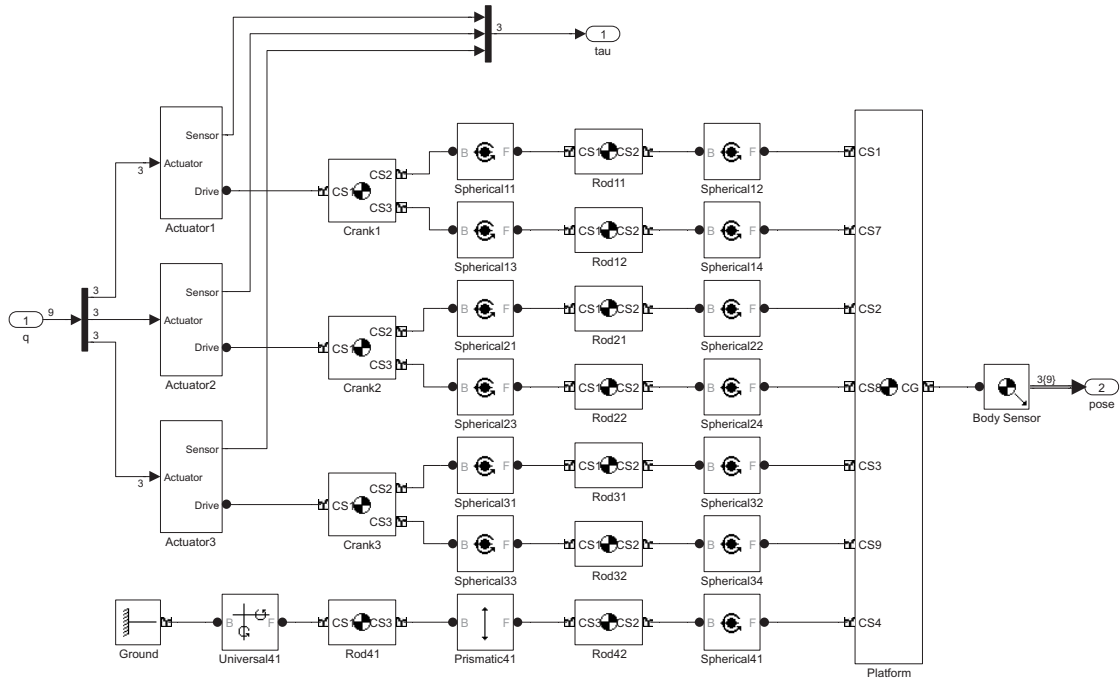 3
1
tau
Sensor
Actuator
3
Drive
Actuator1
CS1
CS2
CS3
Crank1
B F
Spherical11
CS1 CS2
Rod11
B F
Spherical12
CS1
B F
Spherical13
CS1 CS2
Rod12
B F
Spherical14
CS7
1
q
9
3
3
3
Sensor
Actuator
Drive
Actuator2
CS1
CS2
CS3
Crank2
B F
Spherical21
CS1 CS2
Rod21
B F
Spherical22
CS2
B F
Spherical23
CS1 CS2
Rod22
B F
Spherical24
CS8 CG
Body Sensor
3{9}
2
pose
Sensor
Actuator
3
Drive
Actuator3
CS1
CS2
CS3
Crank3
B F
Spherical31
CS1 CS2
Rod31
B F
Spherical32
CS3
B F
Spherical33
CS1 CS2
Rod32
B F
Spherical34
CS9
Ground
B F
Universal41
CS1 CS3
Rod41
B F
Prismatic41
CS3 CS2
Rod42
B F
Spherical41
CS4
Platform